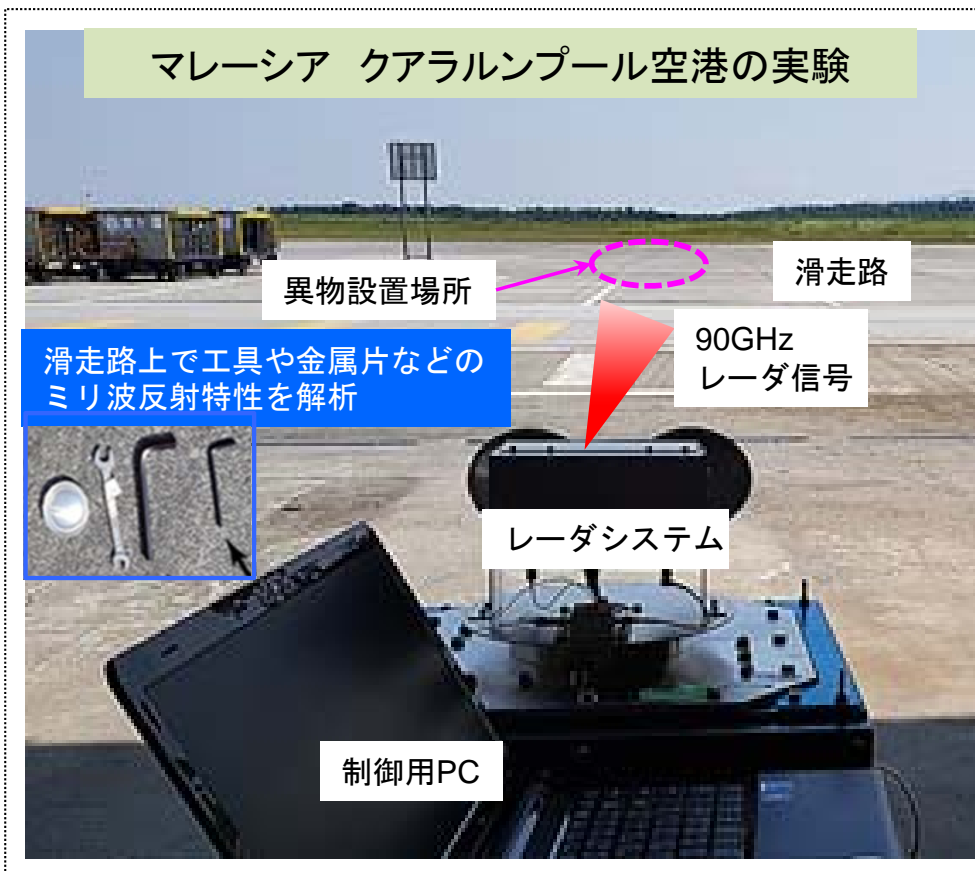 マレーシア　クアラルンプール空港の実験
異物設置場所
滑走路
90GHz
レーダ信号
滑走路上で工具や金属片などの
ミリ波反射特性を解析
レーダシステム
制御用PC